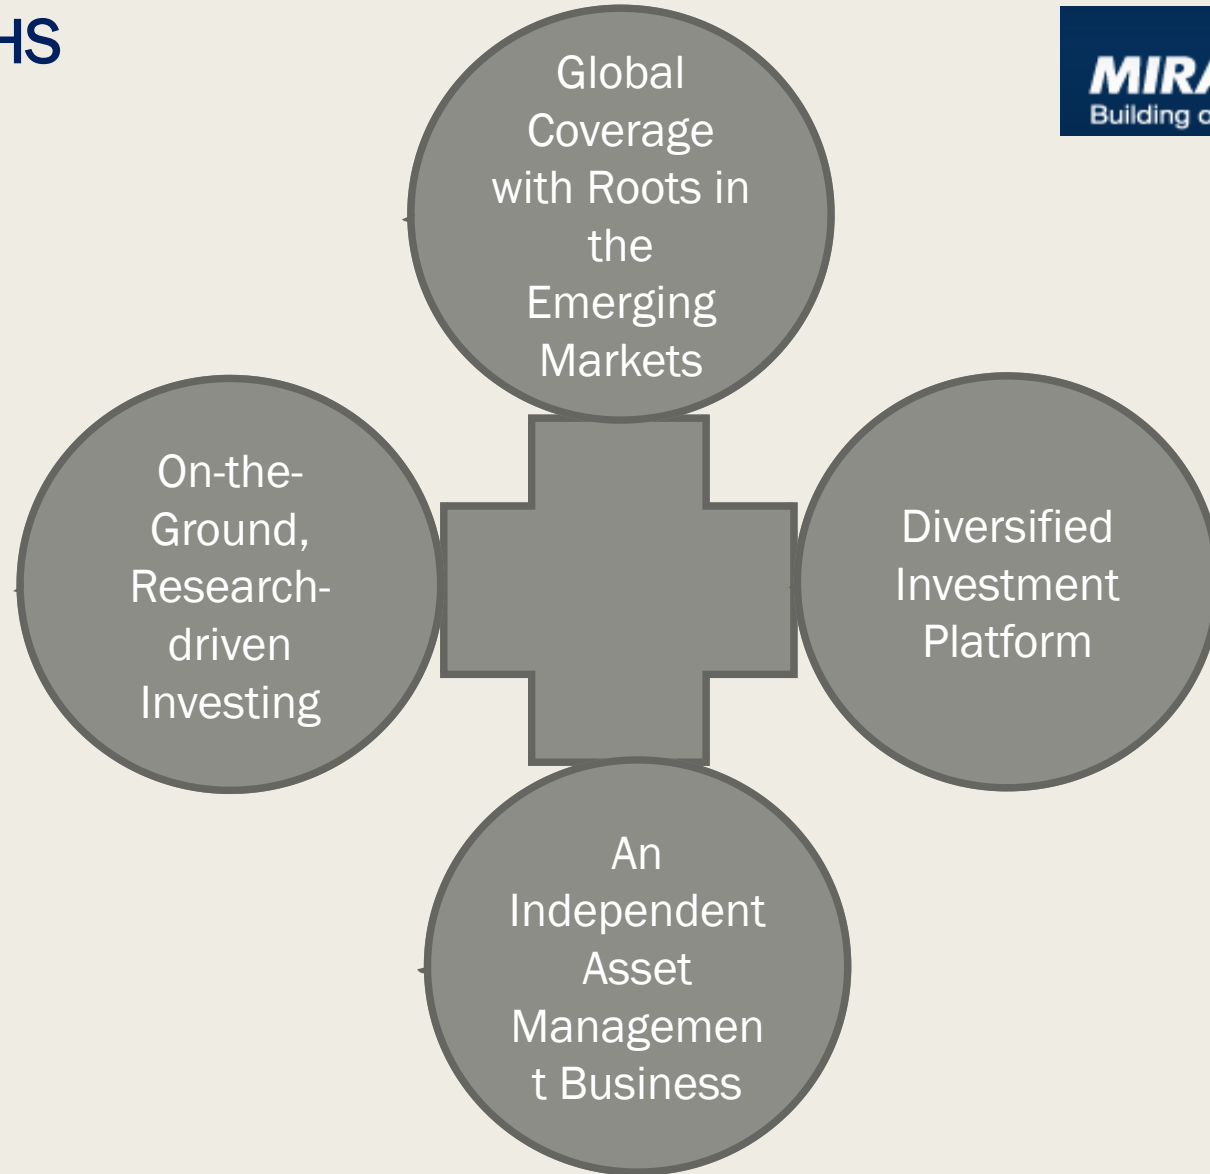 HS
MIRA
Building o
Global
Coverage
with Roots in
the
Emerging
Markets
On-the-
Ground,
Research-
driven
Investing
Diversified
Investment
Platform
An
Independent
Asset
Managemen
t Business